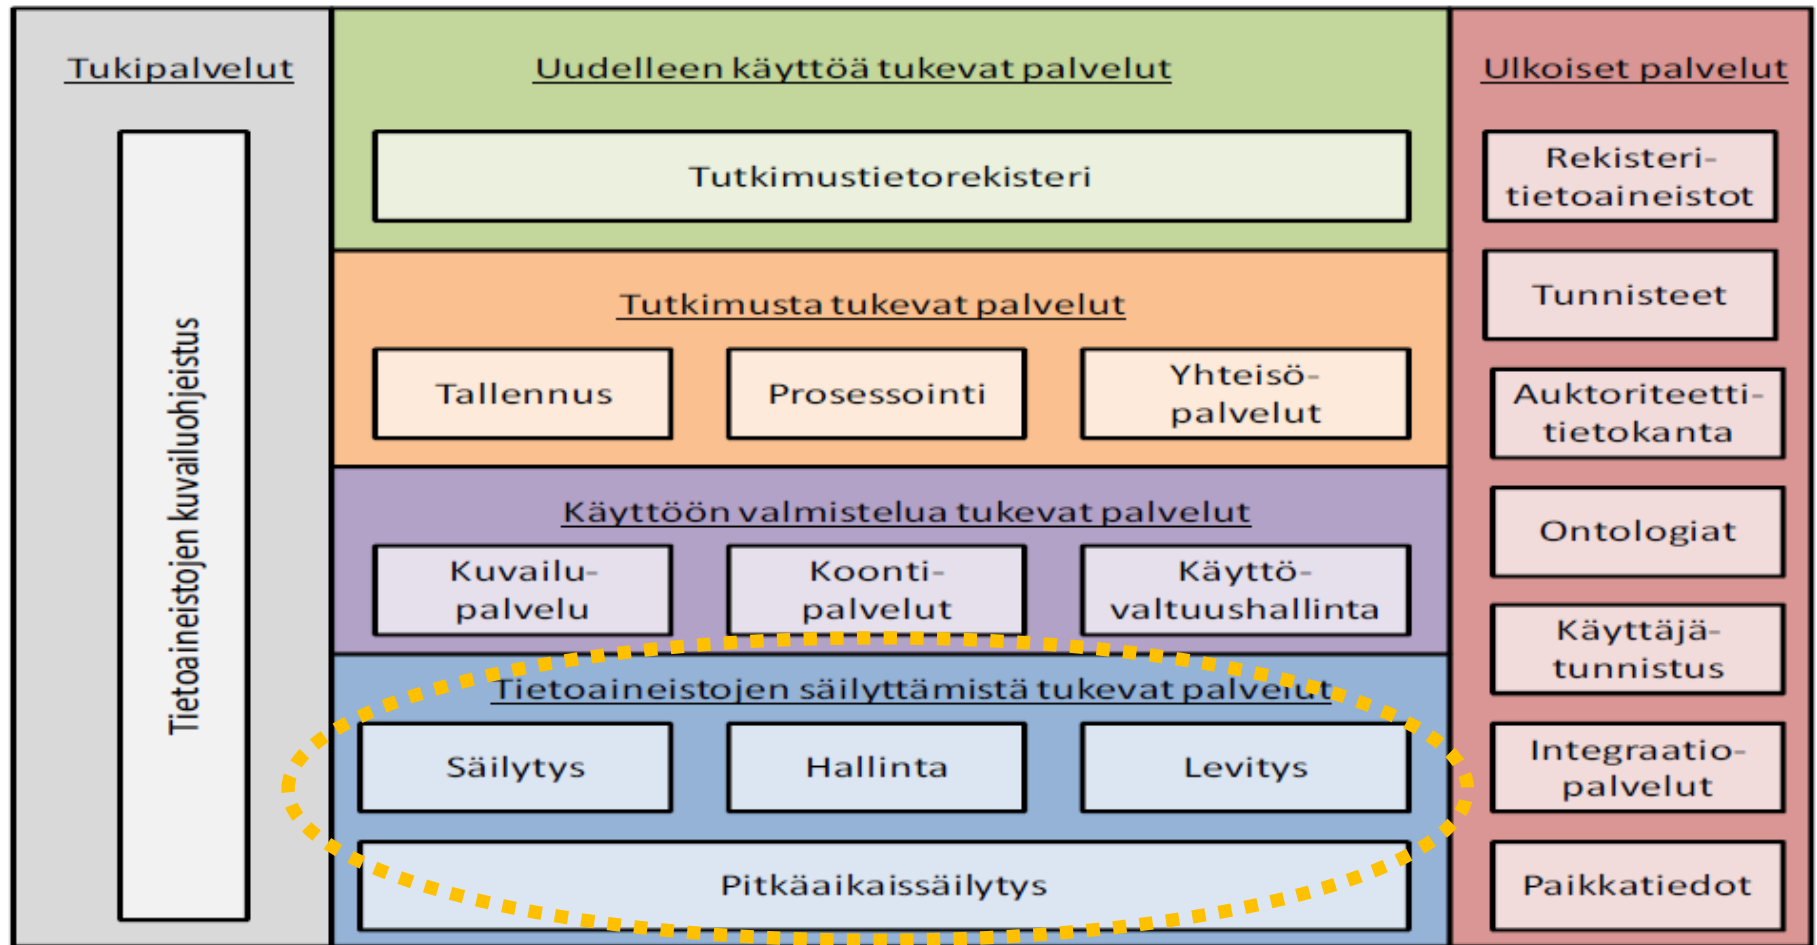 Tukipalvelut
Tietoaineistojen kuvailuohjeistus
Uudelleen käyttöä tukevat palvelut
Tutkimustietorekisteri
Tutkimusta tukevat palvelut
Tallennus
Prosessointi
Yhteisö-
palvelut
Käyttöön valmistelua tukevat palvelut
Kuvailu-
palvelu
Koonti-
palvelut
Käyttö-
valtuushallinta
Tietoaineistojen säilyttämistä tukevat palvelut
Säilytys
Hallinta
Levitys
Pitkäaikaissäilytys
Ulkoiset palvelut
Rekisteri-
tietoaineistot
Tunnisteet
Auktoriteetti-
tietokanta
Ontologiat
Käyttäjä-
tunnistus
Integraatio-
palvelut
Paikkatiedot